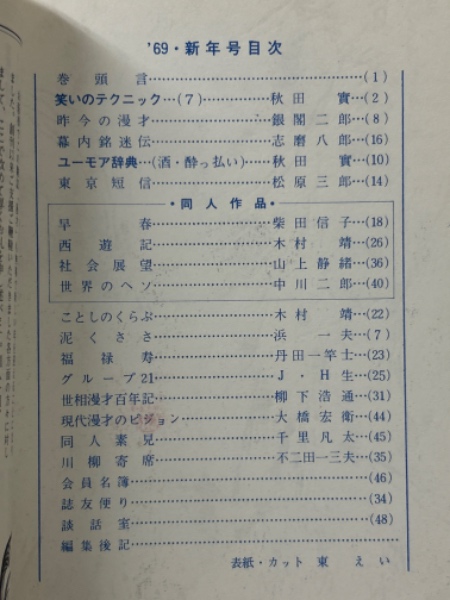 '69・新年号目次
巻頭言……(1)
笑いのテクニック…(7)……秋田實…(2)
昨今の漫才……銀閣二郎…(8)
幕内銘迷伝……志磨八郎…(16)
ユーモア辞典…(酒・酔っ払い)……秋田實…(10)
東京短信……松原三郎…(14)
・同人作品・
早春……柴田信子…(18)
西遊記……木村靖…(26)
社会展望……山上静緒…(36)
世界のヘソ……中川二郎…(40)
ことしのくらぶ……木村靖…(22)
泥くささ……浜一夫…(7)
福禄寿……丹田一竿士…(23)
グループ21……J・H生…(25)
世相漫才百年記……柳下浩通…(31)
現代漫才のビジョン……大橋宏衛…(44)
同人素見……千里凡太…(45)
川柳寄席……不二田一三夫…(35)
会員名簿……(46)
誌友便り……(34)
談話室……(48)
編集後記……
表紙・カット 東 えい